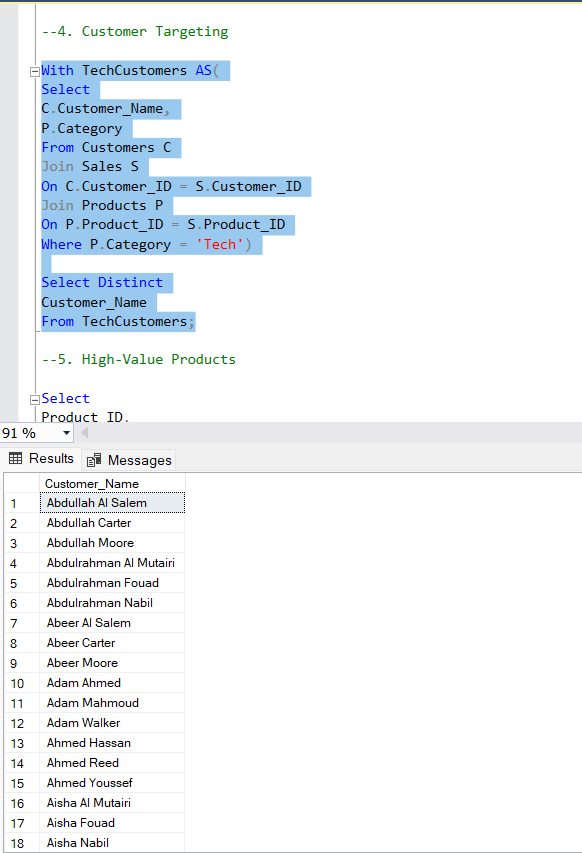 --4. Customer Targeting
With TechCustomers AS(
Select
C.Customer_Name,
P.Category
From Customers C
Join Sales S
On C.Customer_ID = S.Customer_ID
Join Products P
On P.Product_ID = S.Product_ID
Where P.Category = 'Tech')
Select Distinct
Customer_Name
From TechCustomers;
--5. High-Value Products
Select
Product_ID,
91 %
Results Messages
Customer_Name
1 Abdullah Al Salem
2 Abdullah Carter
3 Abdullah Moore
4 Abdulrahman Al Mutairi
5 Abdulrahman Fouad
6 Abdulrahman Nabil
7 Abeer Al Salem
8 Abeer Carter
9 Abeer Moore
10 Adam Ahmed
11 Adam Mahmoud
12 Adam Walker
13 Ahmed Hassan
14 Ahmed Reed
15 Ahmed Youssef
16 Aisha Al Mutairi
17 Aisha Fouad
18 Aisha Nabil